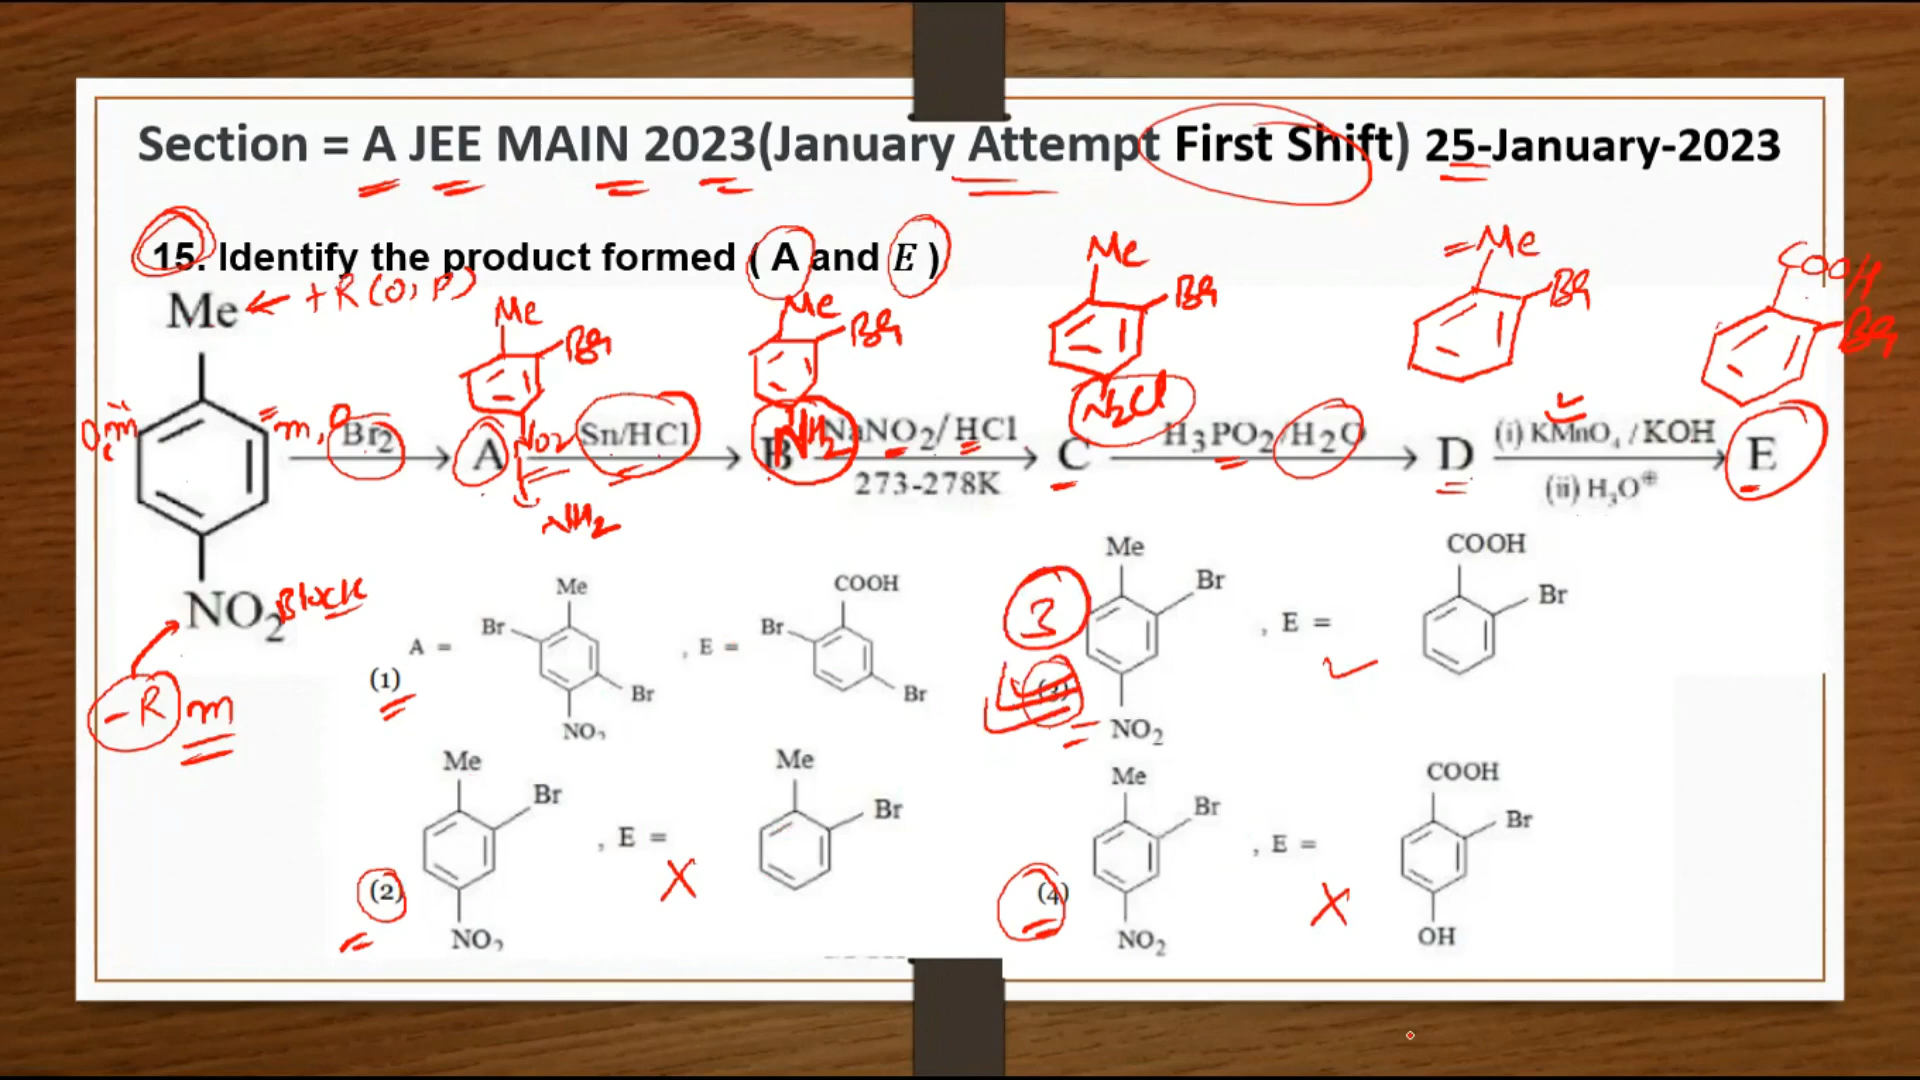 Section = A JEE MAIN 2023(January Attempt First Shift) 25-January-2023
15. Identify the product formed ( A and E )
Me ← +R (o, p)
Me
Br
Me
Br
Me
Br
N2Cl
Me
Br
COOH
Br
o, m
m, o
Br2
A
NO2
Sn/HCl
B
NH2
NaNO2/ HCl
273-278K
C
H3PO2/H2O
D
(i) KMnO4 /KOH
(ii) H3O⊕
E
NH2
NO2
Block
-R m
(1)
A =
Me
Br
Br
NO2
, E =
COOH
Br
Br
3
(3)
Me
Br
NO2
, E =
COOH
Br
(2)
Me
Br
NO2
, E =
Me
Br
(4)
Me
Br
NO2
, E =
COOH
Br
OH